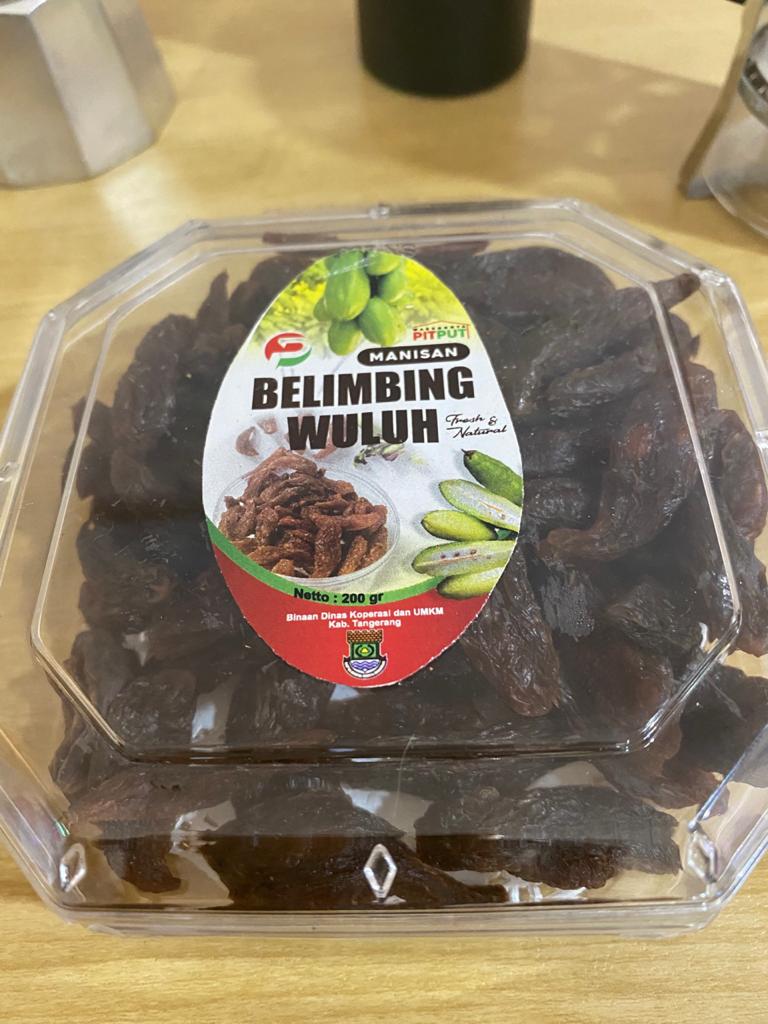 PITPUT
MANISAN
BELIMBING
WULUH
Fresh &
Natural
Netto : 200 gr
Binaan Dinas Koperasi dan UMKM
Kab. Tangerang